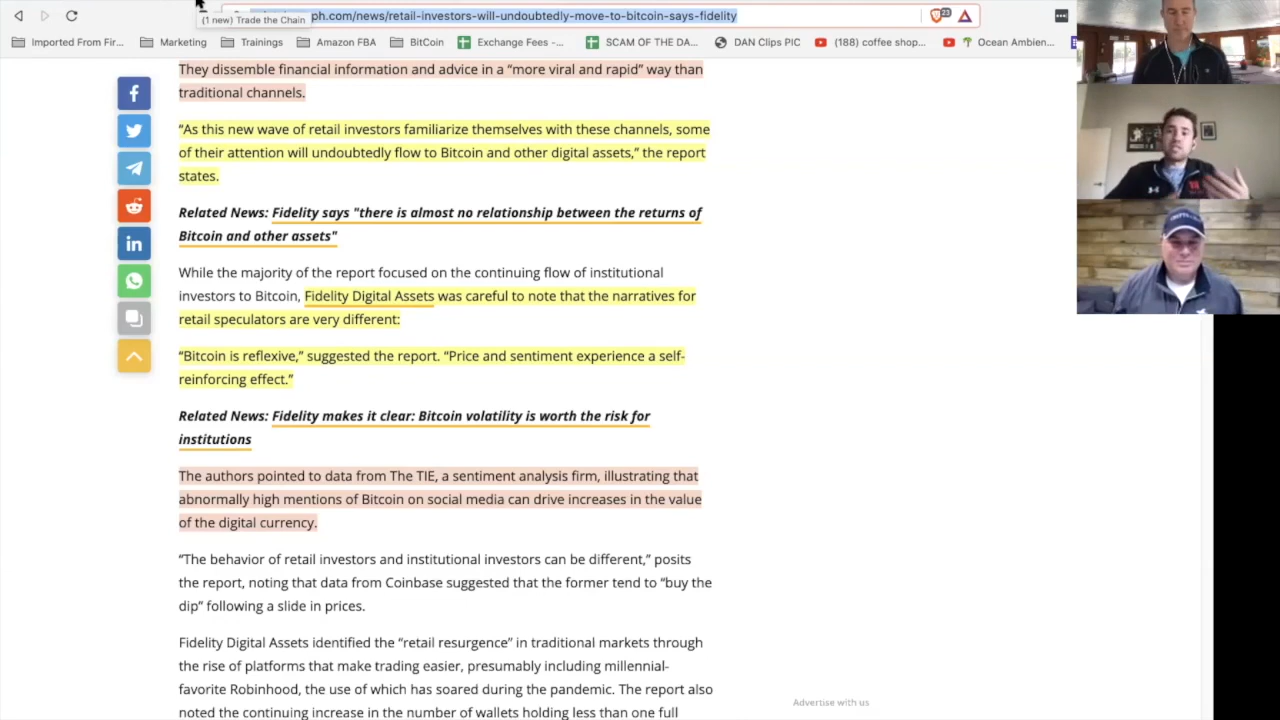 (1 new) Trade the Chain
ph.com/news/retail-investors-will-undoubtedly-move-to-bitcoin-says-fidelity
23
Imported From Fir...
Marketing
Trainings
Amazon FBA
BitCoin
Exchange Fees -...
SCAM OF THE DA...
DAN Clips PIC
(188) coffee shop...
Ocean Ambien...
They dissemble financial information and advice in a “more viral and rapid” way than
traditional channels.
“As this new wave of retail investors familiarize themselves with these channels, some
of their attention will undoubtedly flow to Bitcoin and other digital assets,” the report
states.
Related News: Fidelity says "there is almost no relationship between the returns of
Bitcoin and other assets"
While the majority of the report focused on the continuing flow of institutional
investors to Bitcoin, Fidelity Digital Assets was careful to note that the narratives for
retail speculators are very different:
“Bitcoin is reflexive,” suggested the report. “Price and sentiment experience a self-
reinforcing effect.”
Related News: Fidelity makes it clear: Bitcoin volatility is worth the risk for
institutions
The authors pointed to data from The TIE, a sentiment analysis firm, illustrating that
abnormally high mentions of Bitcoin on social media can drive increases in the value
of the digital currency.
“The behavior of retail investors and institutional investors can be different,” posits
the report, noting that data from Coinbase suggested that the former tend to “buy the
dip” following a slide in prices.
Fidelity Digital Assets identified the “retail resurgence” in traditional markets through
the rise of platforms that make trading easier, presumably including millennial-
favorite Robinhood, the use of which has soared during the pandemic. The report also
noted the continuing increase in the number of wallets holding less than one full
Advertise with us